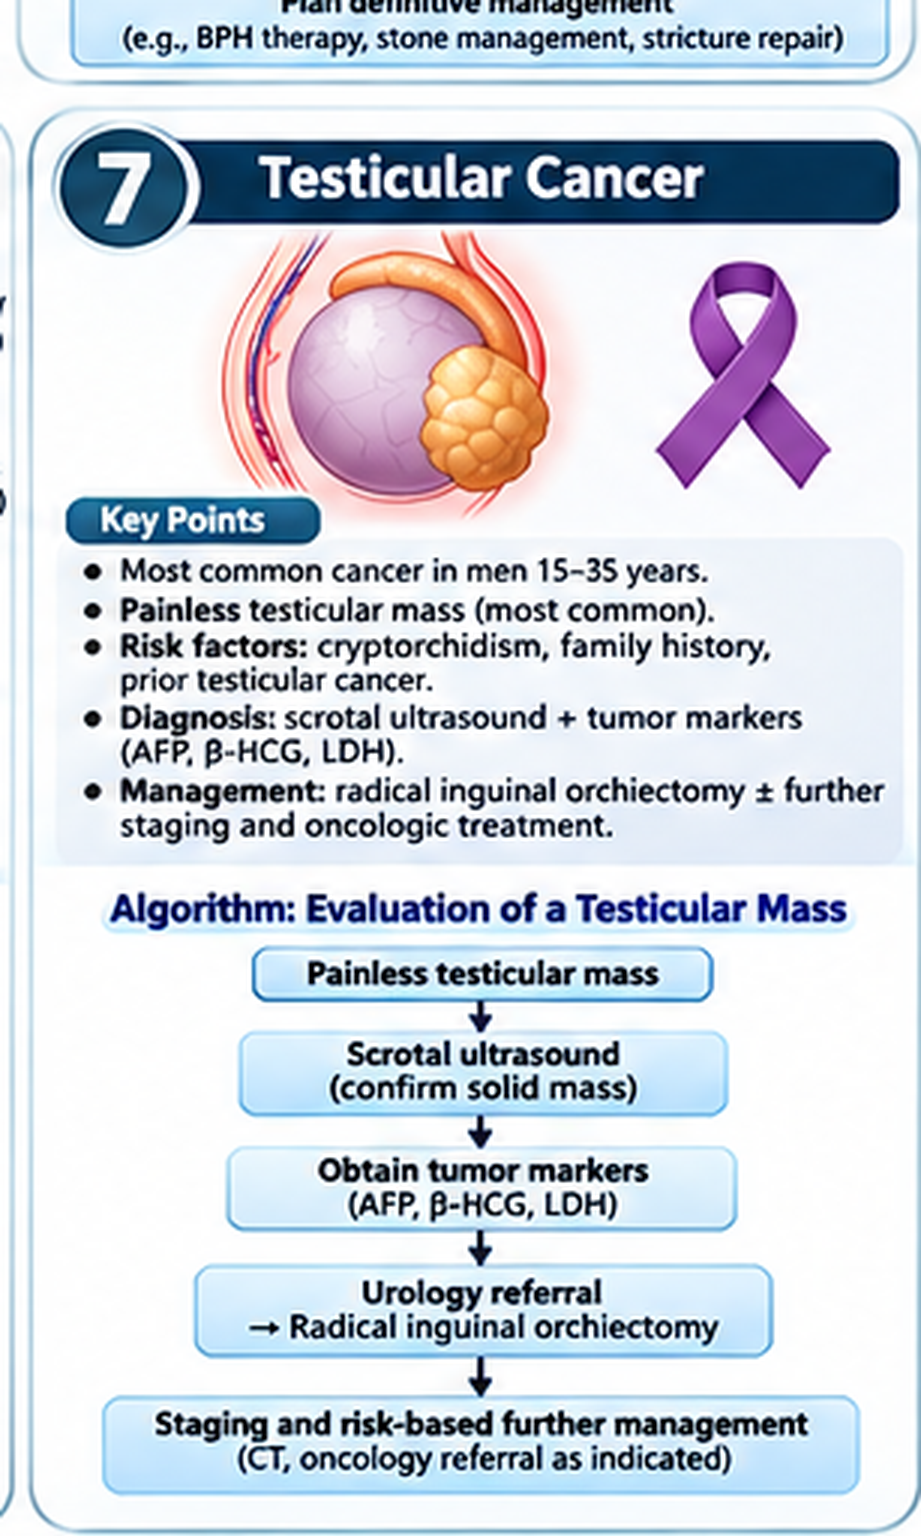 Plan definitive management
(e.g., BPH therapy, stone management, stricture repair)
7
Testicular Cancer
Key Points
• Most common cancer in men 15–35 years.
• Painless testicular mass (most common).
• Risk factors: cryptorchidism, family history,
prior testicular cancer.
• Diagnosis: scrotal ultrasound + tumor markers
(AFP, β-HCG, LDH).
• Management: radical inguinal orchiectomy ± further
staging and oncologic treatment.
Algorithm: Evaluation of a Testicular Mass
Painless testicular mass
Scrotal ultrasound
(confirm solid mass)
Obtain tumor markers
(AFP, β-HCG, LDH)
Urology referral
→ Radical inguinal orchiectomy
Staging and risk-based further management
(CT, oncology referral as indicated)